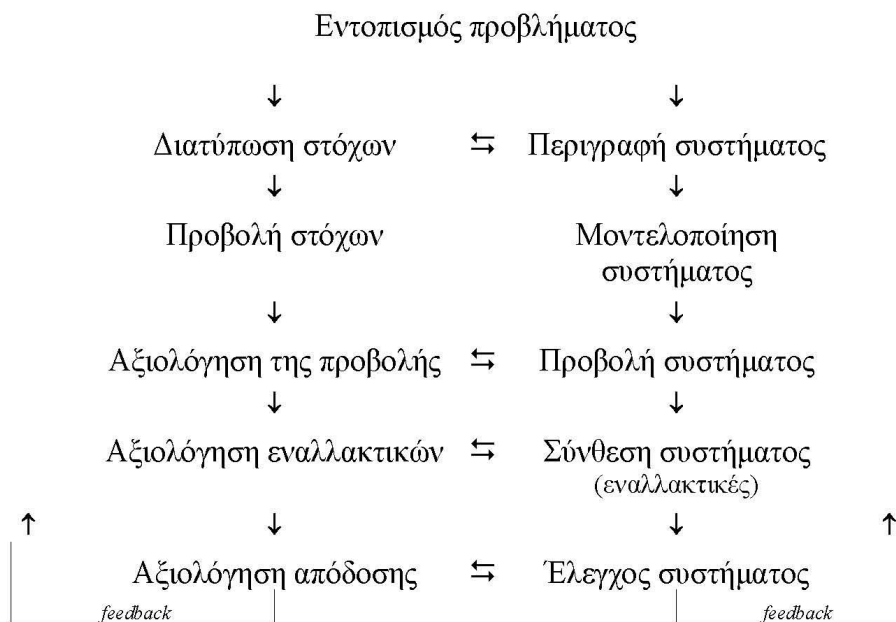 Εντοπισμός προβλήματος
↓ ↓
Διατύπωση στόχων ⇆ Περιγραφή συστήματος
↓ ↓
Προβολή στόχων Μοντελοποίηση
συστήματος
↓ ↓
Αξιολόγηση της προβολής ⇆ Προβολή συστήματος
↓ ↓
Αξιολόγηση εναλλακτικών ⇆ Σύνθεση συστήματος
(εναλλακτικές)
↑ ↓ ↓ ↑
Αξιολόγηση απόδοσης ⇆ Έλεγχος συστήματος
feedback feedback